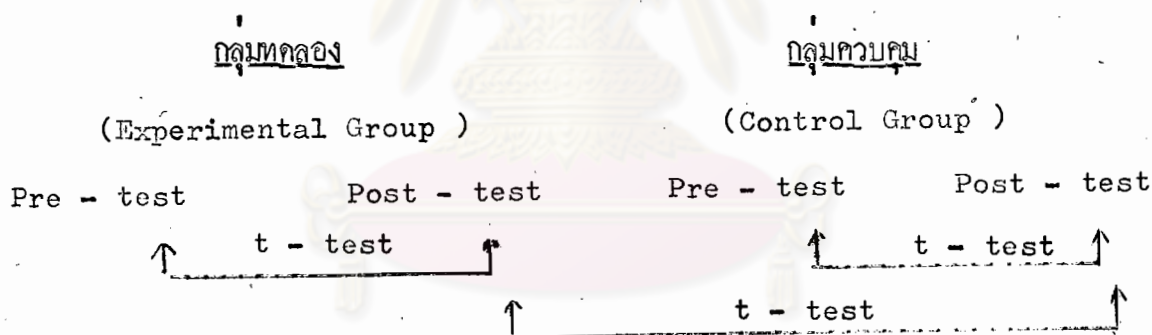 กลุ่มทดลอง กลุ่มควบคุม
(Experimental Group ) (Control Group )
Pre - test Post - test Pre - test Post - test
t - test t - test
t - test